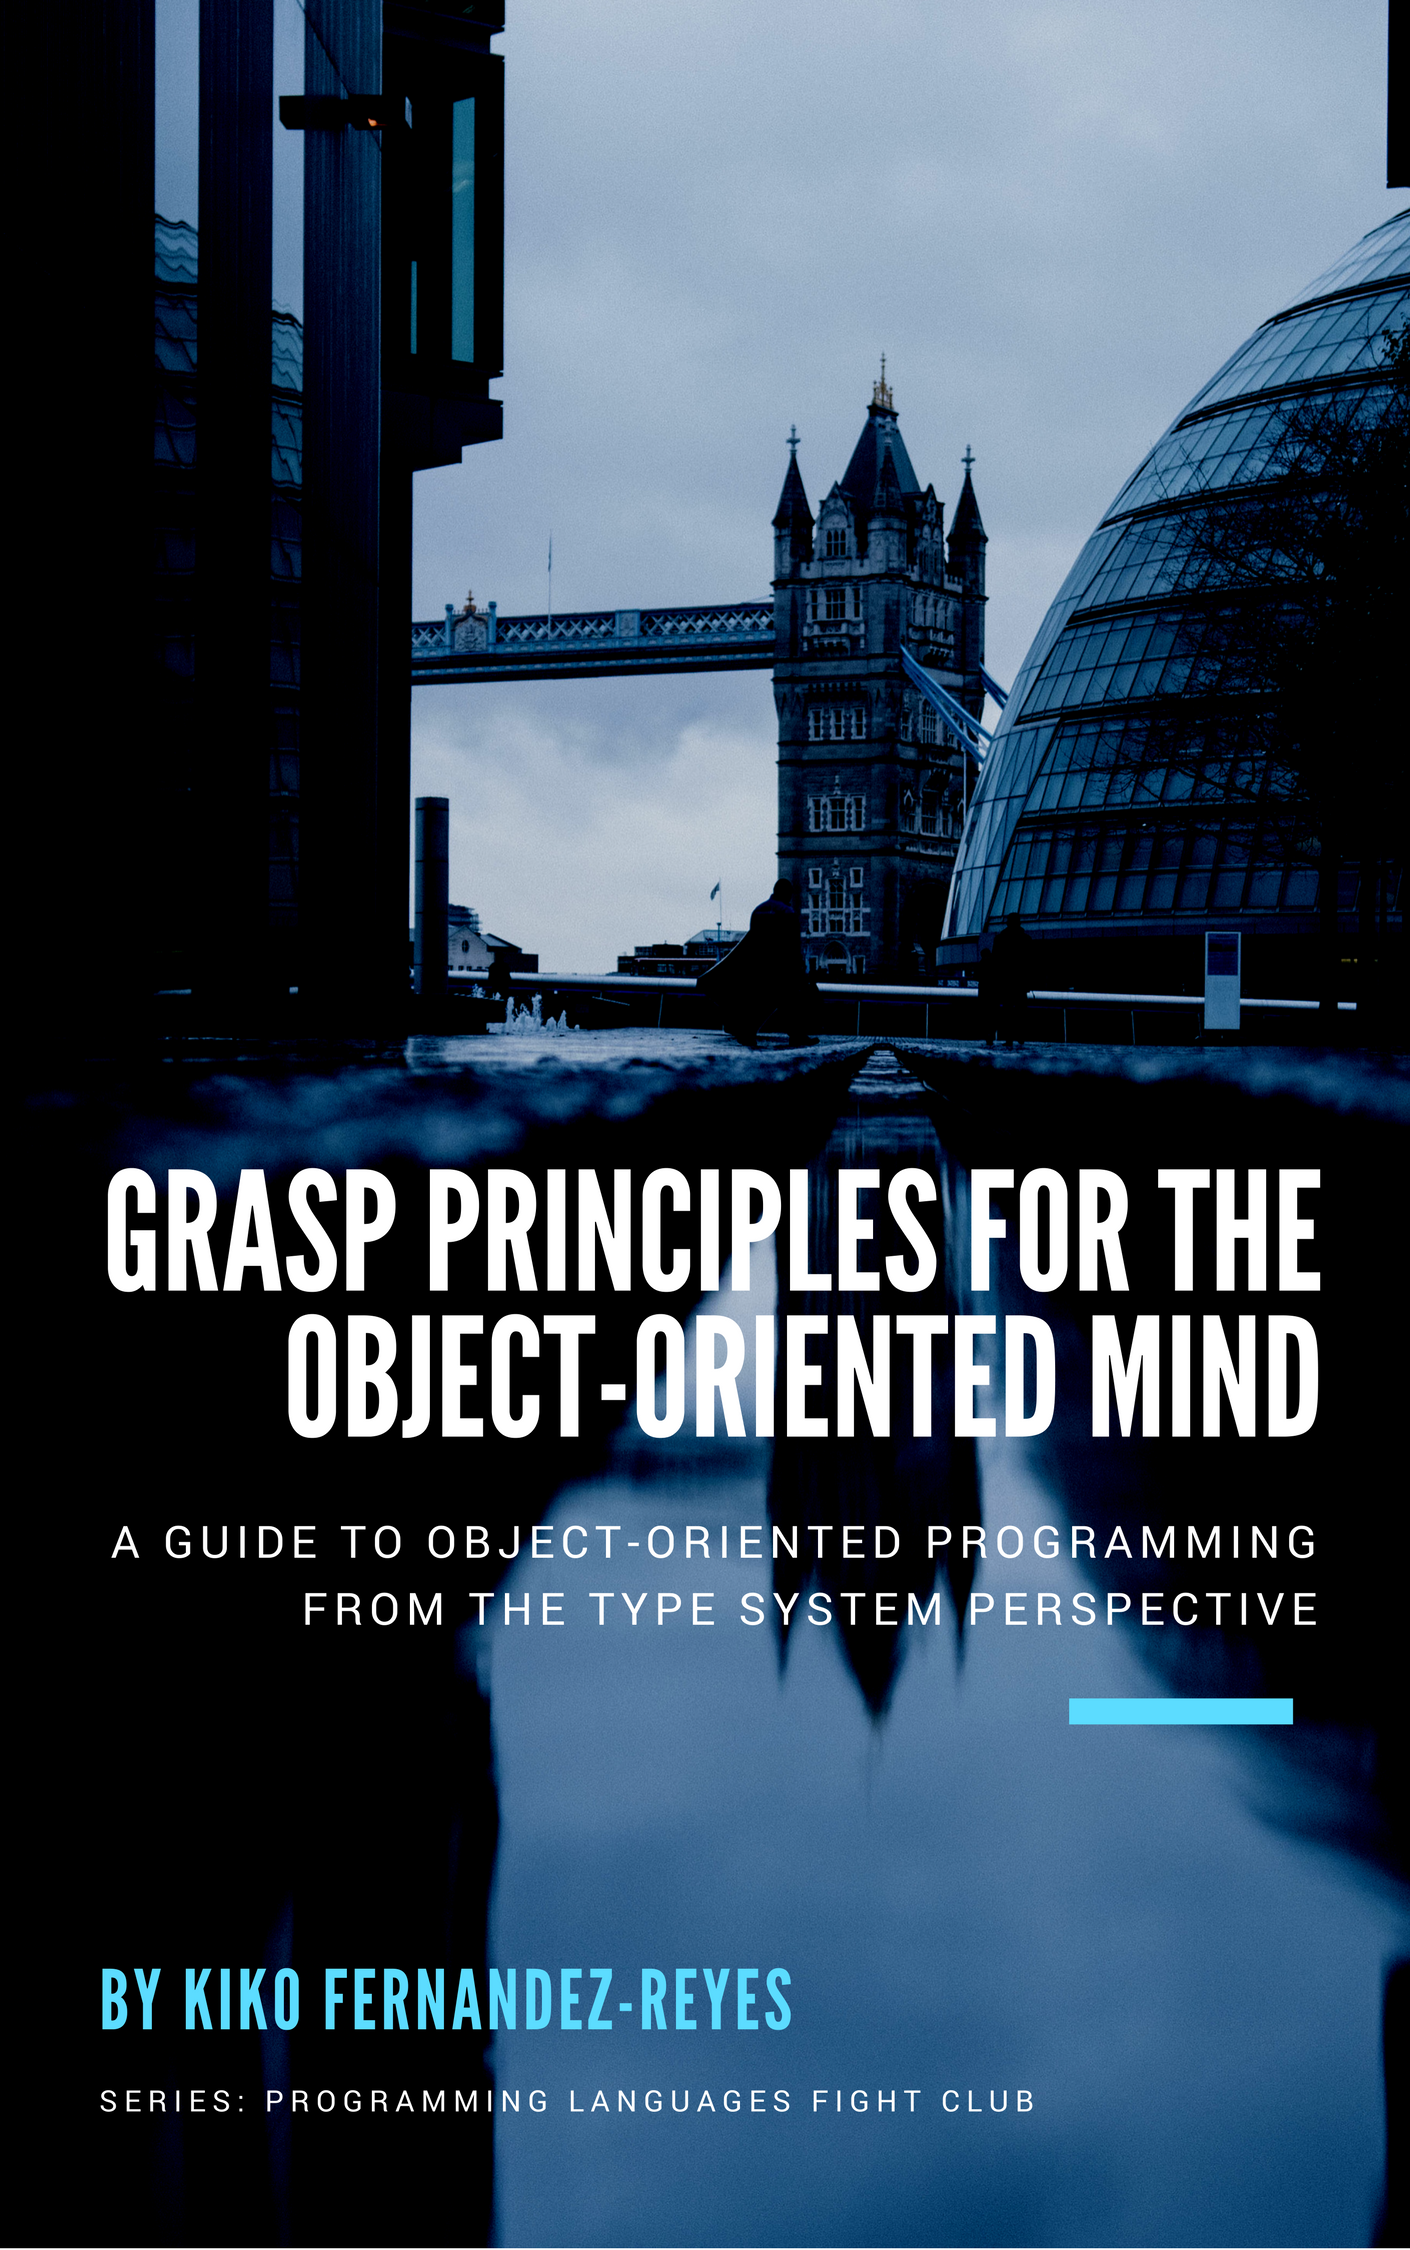 GRASP PRINCIPLES FOR THE
OBJECT-ORIENTED MIND
A GUIDE TO OBJECT-ORIENTED PROGRAMMING
FROM THE TYPE SYSTEM PERSPECTIVE
BY KIKO FERNANDEZ-REYES
SERIES: PROGRAMMING LANGUAGES FIGHT CLUB